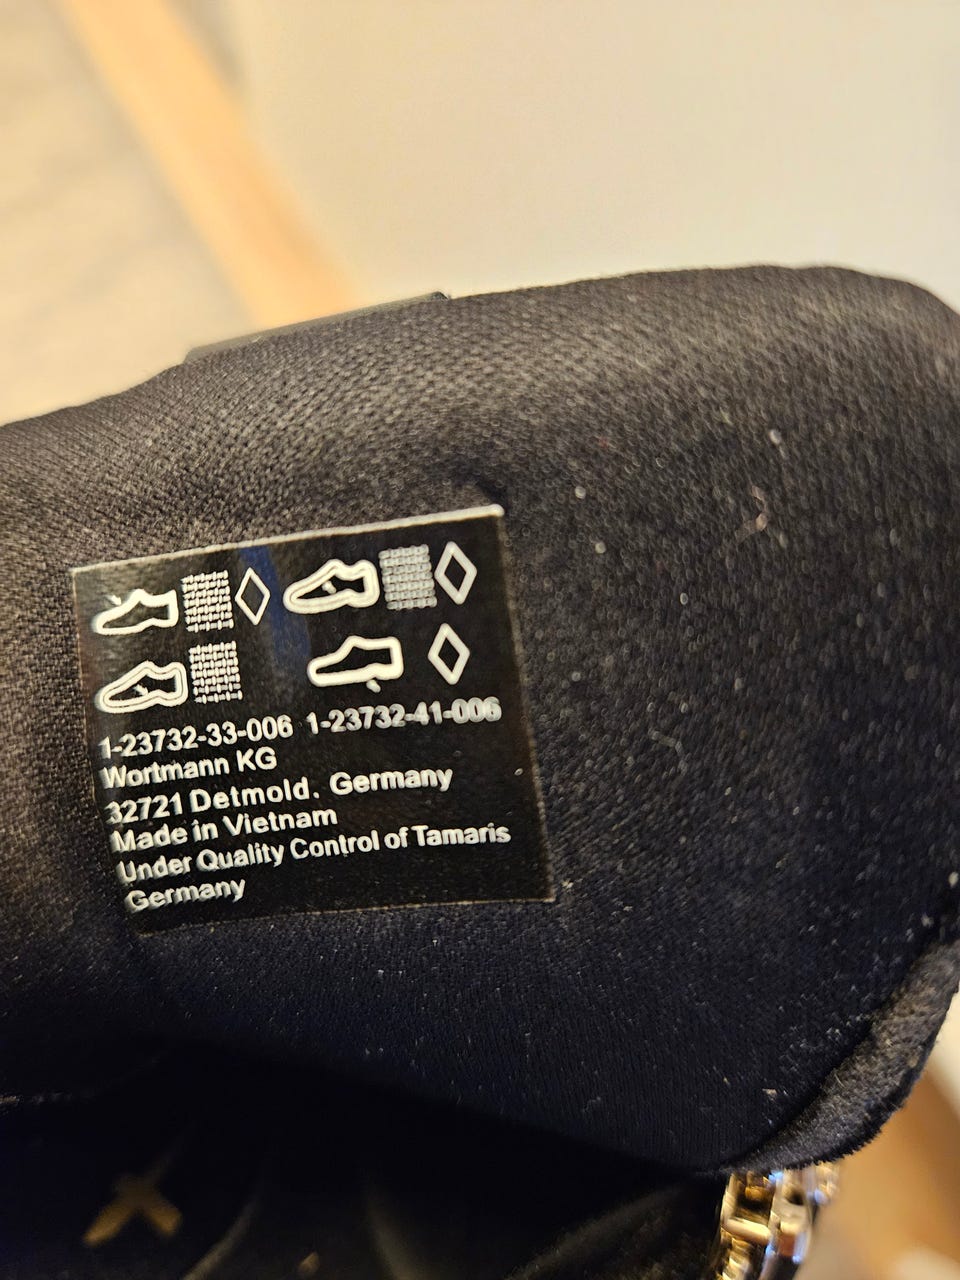 1-23732-33-006 1-23732-41-006
Wortmann KG
32721 Detmold. Germany
Made in Vietnam
Under Quality Control of Tamaris
Germany